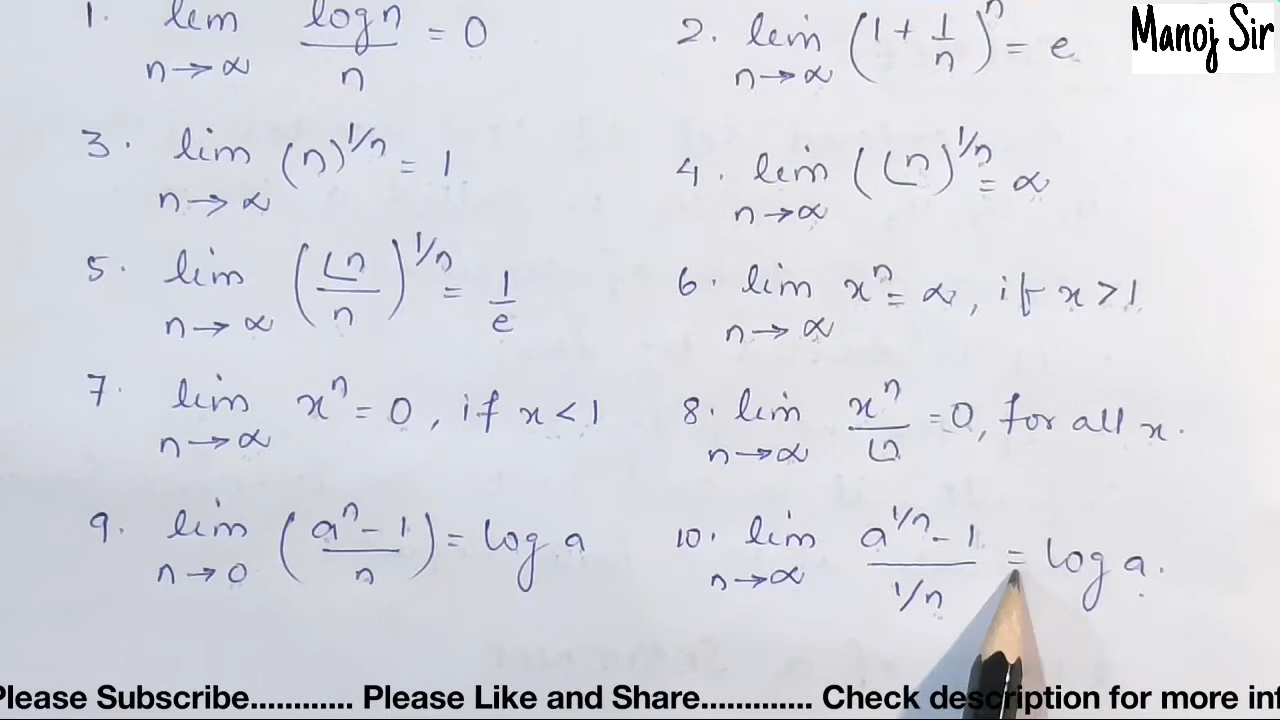 Manoj Sir
1. lim n→∞ log n / n = 0
2. lim n→∞ (1 + 1/n)^n = e
3. lim n→∞ (n)^1/n = 1
4. lim n→∞ (⌊n)^1/n = ∞
5. lim n→∞ (⌊n / n)^1/n = 1/e
6. lim n→∞ x^n = ∞, if x > 1
7. lim n→∞ x^n = 0, if x < 1
8. lim n→∞ x^n / ⌊n = 0, for all x.
9. lim n→0 (a^n - 1 / n) = log a
10. lim n→∞ a^1/n - 1 / 1/n = log a.
Please Subscribe............ Please Like and Share............. Check description for more inf